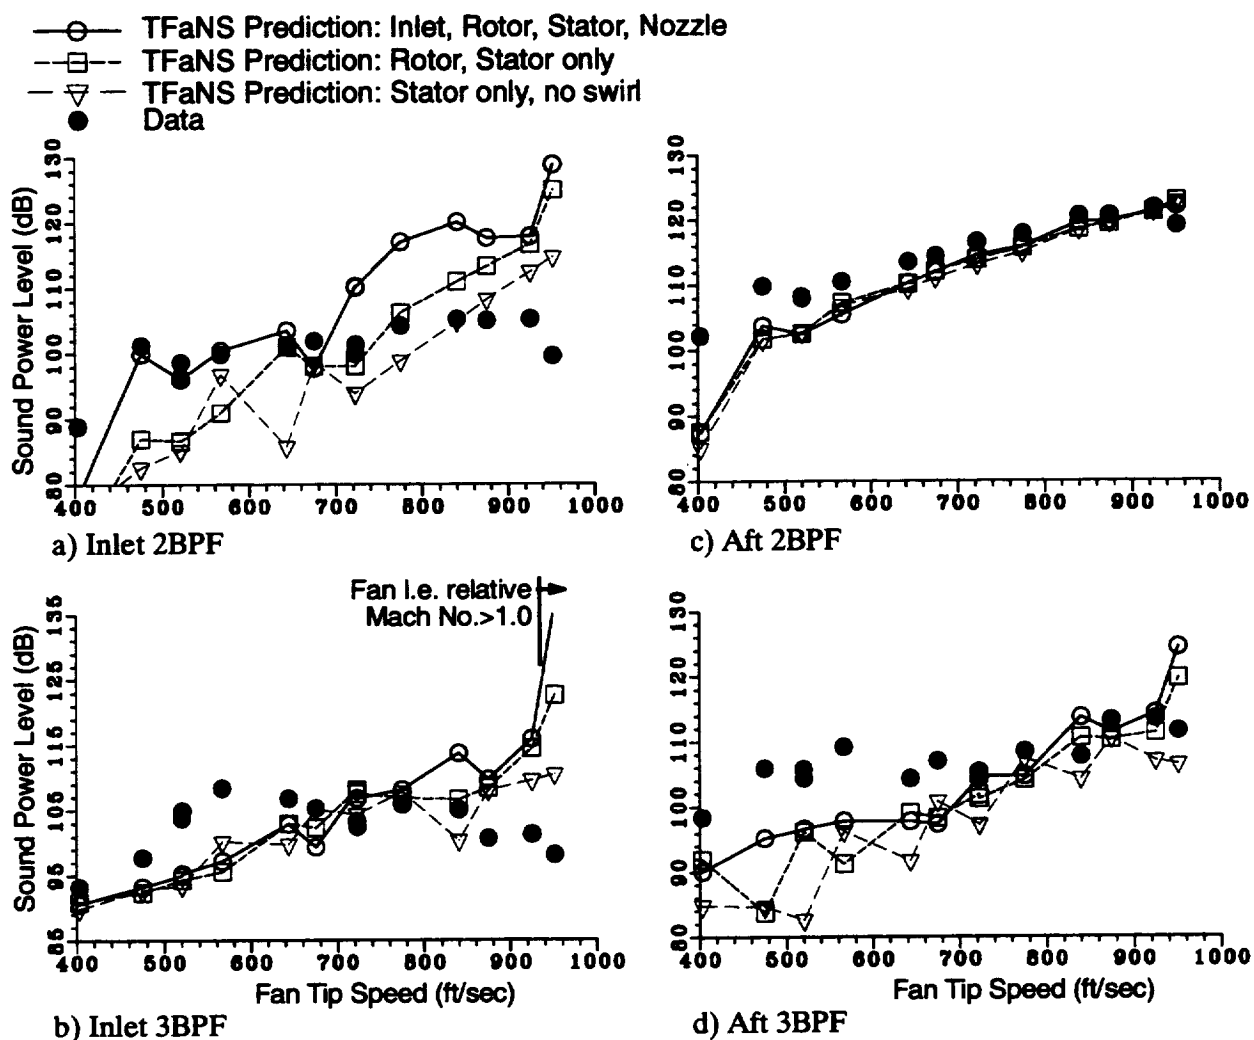 TFaNS Prediction: Inlet, Rotor, Stator, Nozzle
TFaNS Prediction: Rotor, Stator only
TFaNS Prediction: Stator only, no swirl
Data
Sound Power Level (dB)
130
120
110
100
90
80
400 500 600 700 800 900 1000
a) Inlet 2BPF
130
120
110
100
90
80
400 500 600 700 800 900 1000
c) Aft 2BPF
Fan l.e. relative
Mach No.>1.0
Sound Power Level (dB)
135
125
115
105
95
85
400 500 600 700 800 900 1000
Fan Tip Speed (ft/sec)
b) Inlet 3BPF
130
120
110
100
90
80
400 500 600 700 800 900 1000
Fan Tip Speed (ft/sec)
d) Aft 3BPF